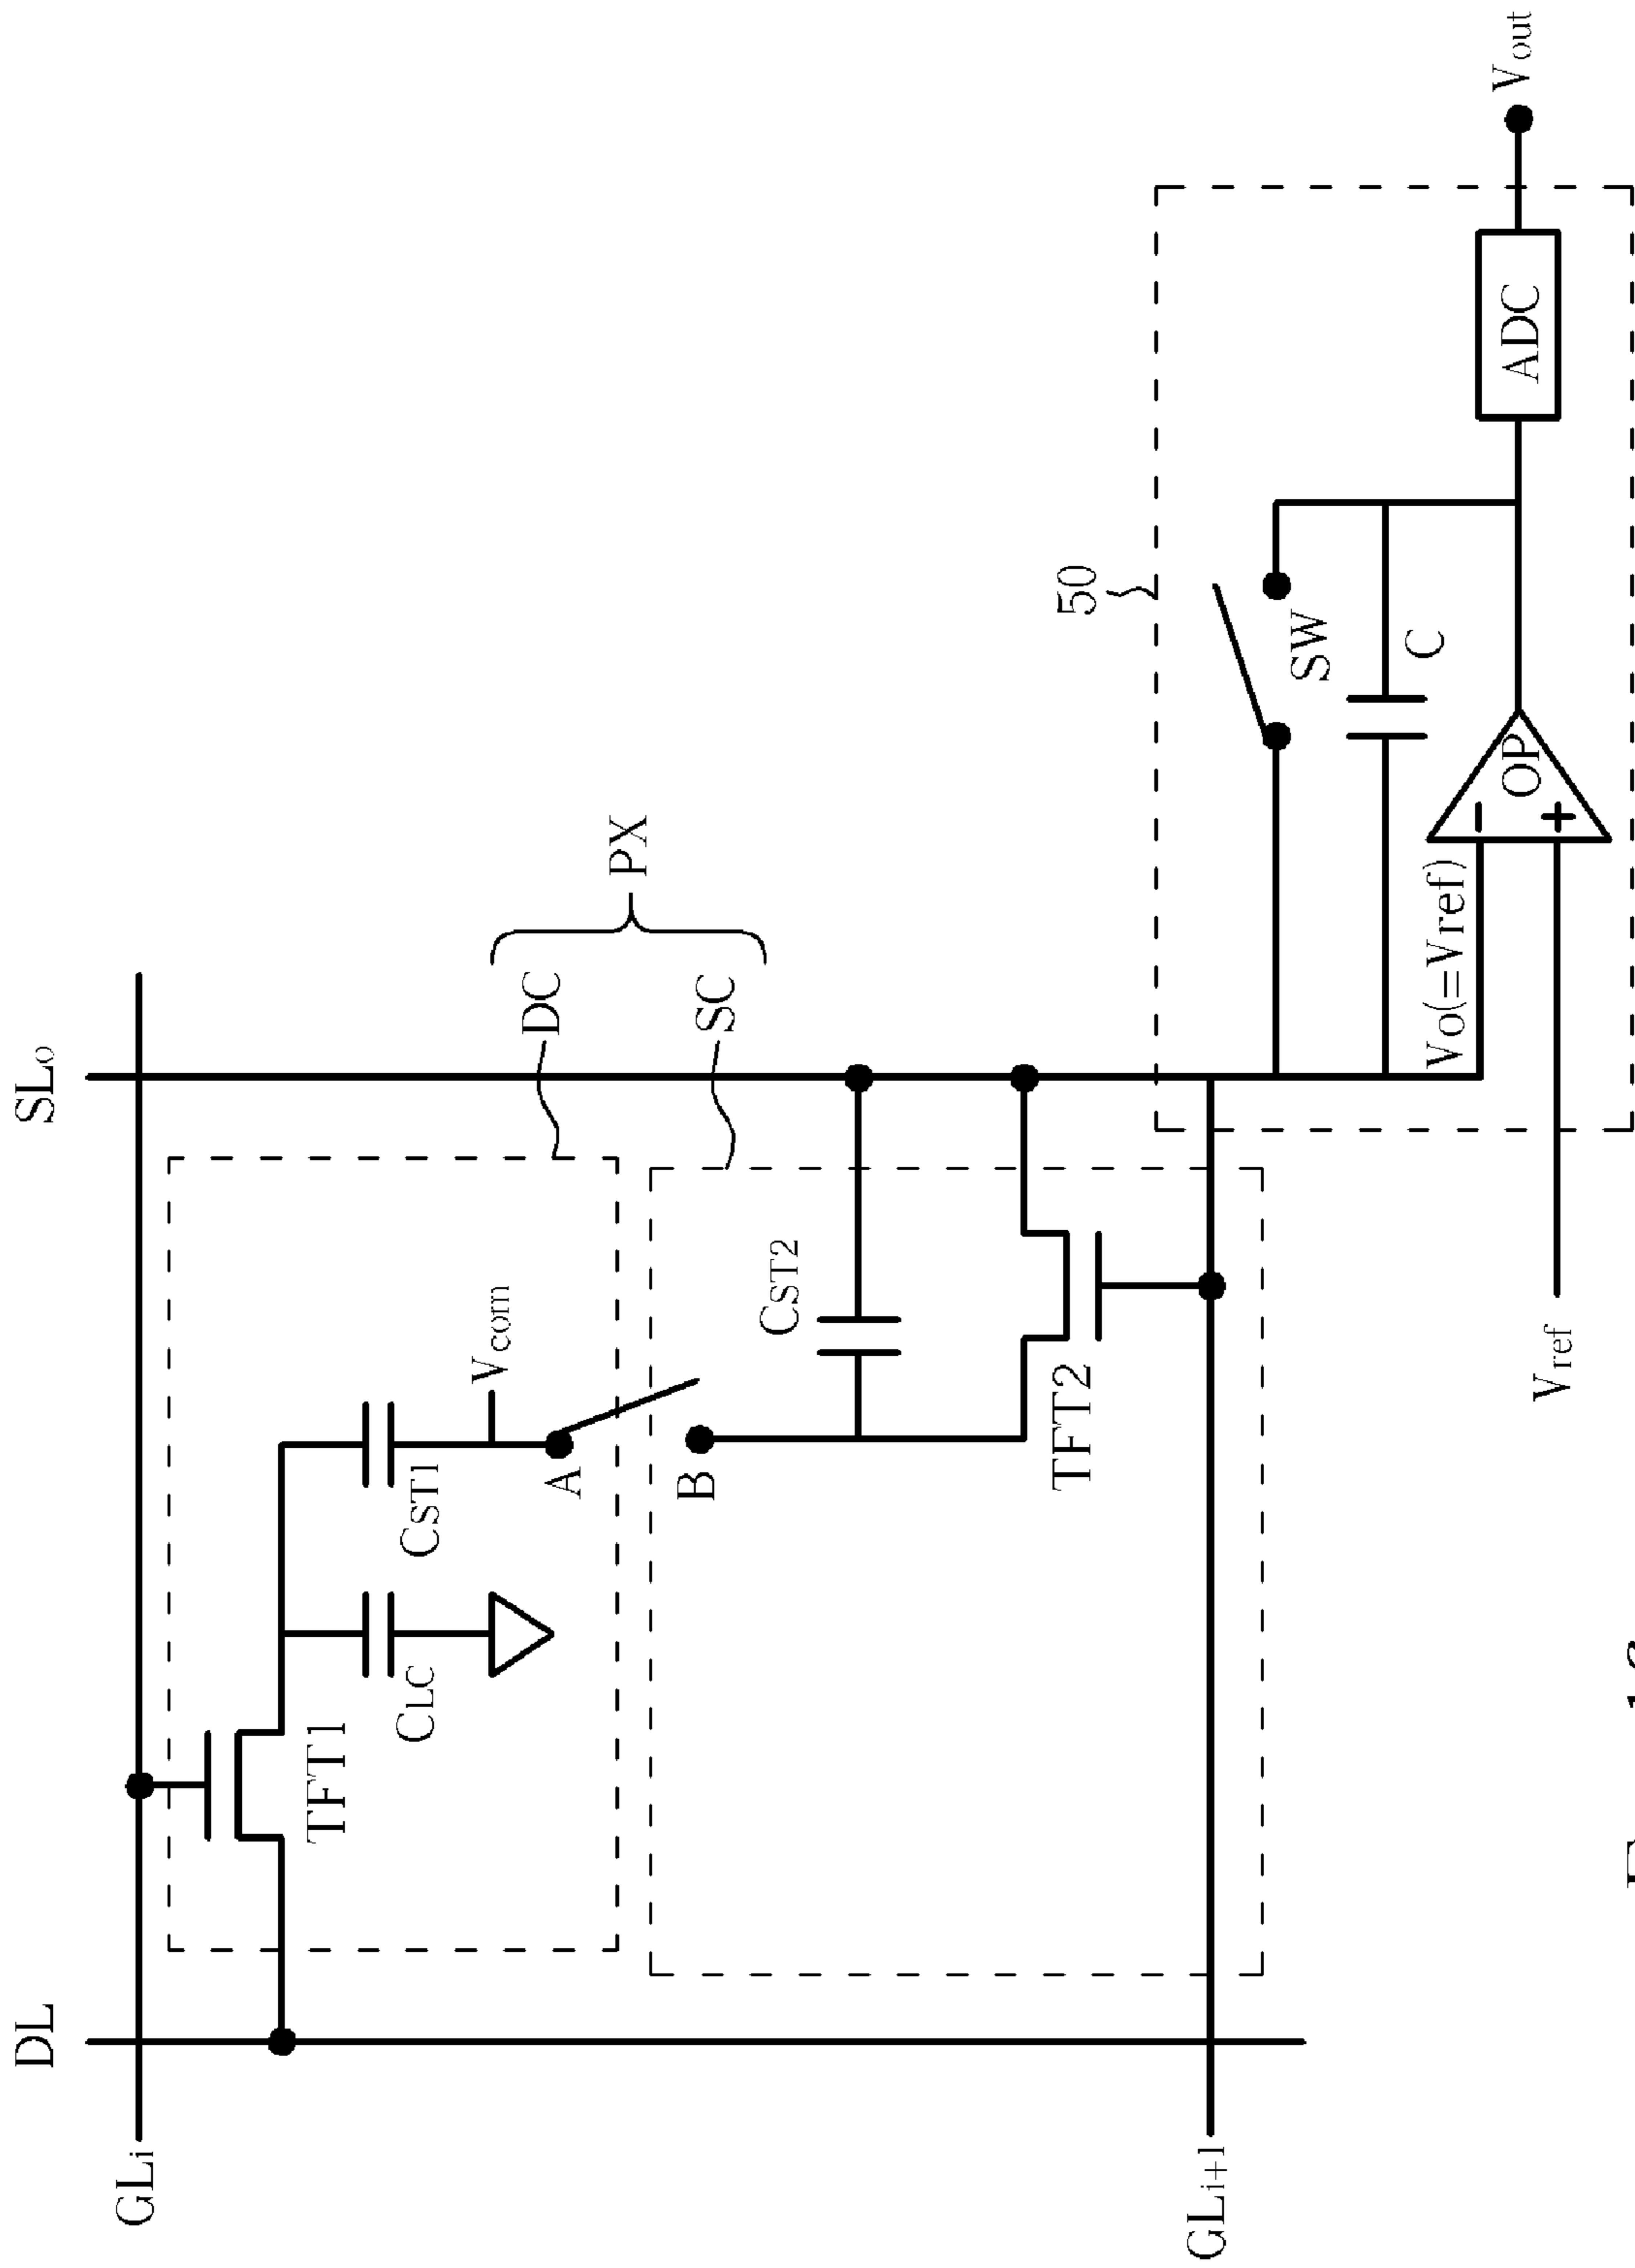 DL
SLo
GLi
TFT1
CLC
CST1
Vcom
A
B
DC
SC
PX
CST2
TFT2
GLi+1
50
SW
C
Vo(=Vref)
OP
−
+
ADC
Vout
Vref